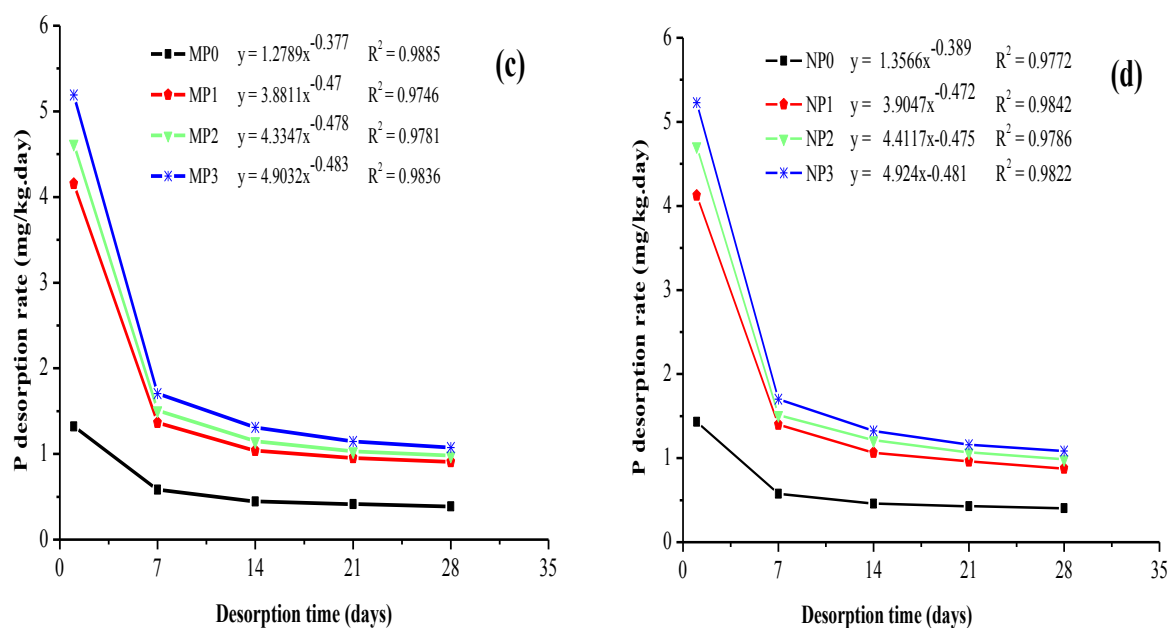 (c)
MP0 y = 1.2789x^-0.377 R^2 = 0.9885
MP1 y = 3.8811x^-0.47 R^2 = 0.9746
MP2 y = 4.3347x^-0.478 R^2 = 0.9781
MP3 y = 4.9032x^-0.483 R^2 = 0.9836
P desorption rate (mg/kg.day)
6
5
4
3
2
1
0
0 7 14 21 28 35
Desorption time (days)
(d)
NP0 y = 1.3566x^-0.389 R^2 = 0.9772
NP1 y = 3.9047x^-0.472 R^2 = 0.9842
NP2 y = 4.4117x-0.475 R^2 = 0.9786
NP3 y = 4.924x-0.481 R^2 = 0.9822
P desorption rate (mg/kg.day)
6
5
4
3
2
1
0
0 7 14 21 28 35
Desorption time (days)